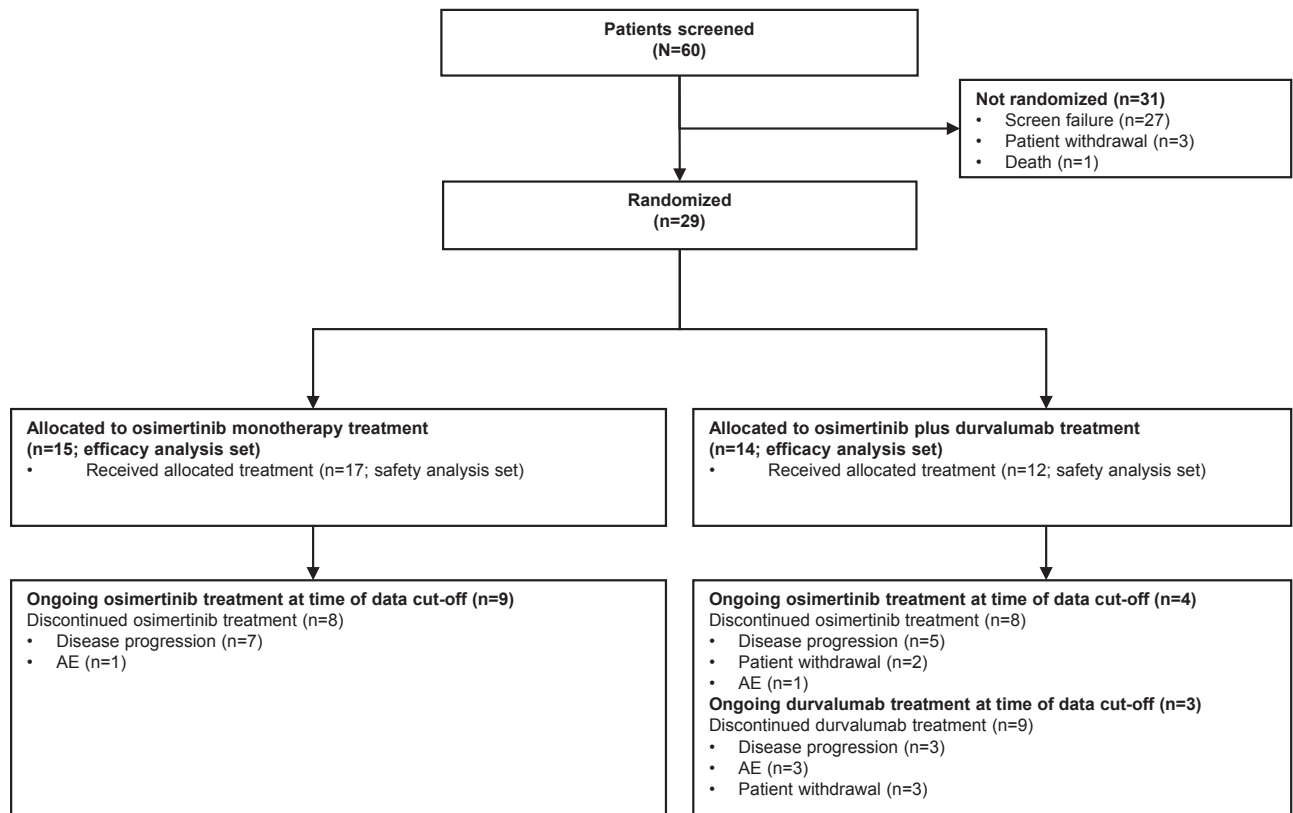 Patients screened
(N=60)
Not randomized (n=31)
• Screen failure (n=27)
• Patient withdrawal (n=3)
• Death (n=1)
Randomized
(n=29)
Allocated to osimertinib monotherapy treatment
(n=15; efficacy analysis set)
• Received allocated treatment (n=17; safety analysis set)
Allocated to osimertinib plus durvalumab treatment
(n=14; efficacy analysis set)
• Received allocated treatment (n=12; safety analysis set)
Ongoing osimertinib treatment at time of data cut-off (n=9)
Discontinued osimertinib treatment (n=8)
• Disease progression (n=7)
• AE (n=1)
Ongoing osimertinib treatment at time of data cut-off (n=4)
Discontinued osimertinib treatment (n=8)
• Disease progression (n=5)
• Patient withdrawal (n=2)
• AE (n=1)
Ongoing durvalumab treatment at time of data cut-off (n=3)
Discontinued durvalumab treatment (n=9)
• Disease progression (n=3)
• AE (n=3)
• Patient withdrawal (n=3)